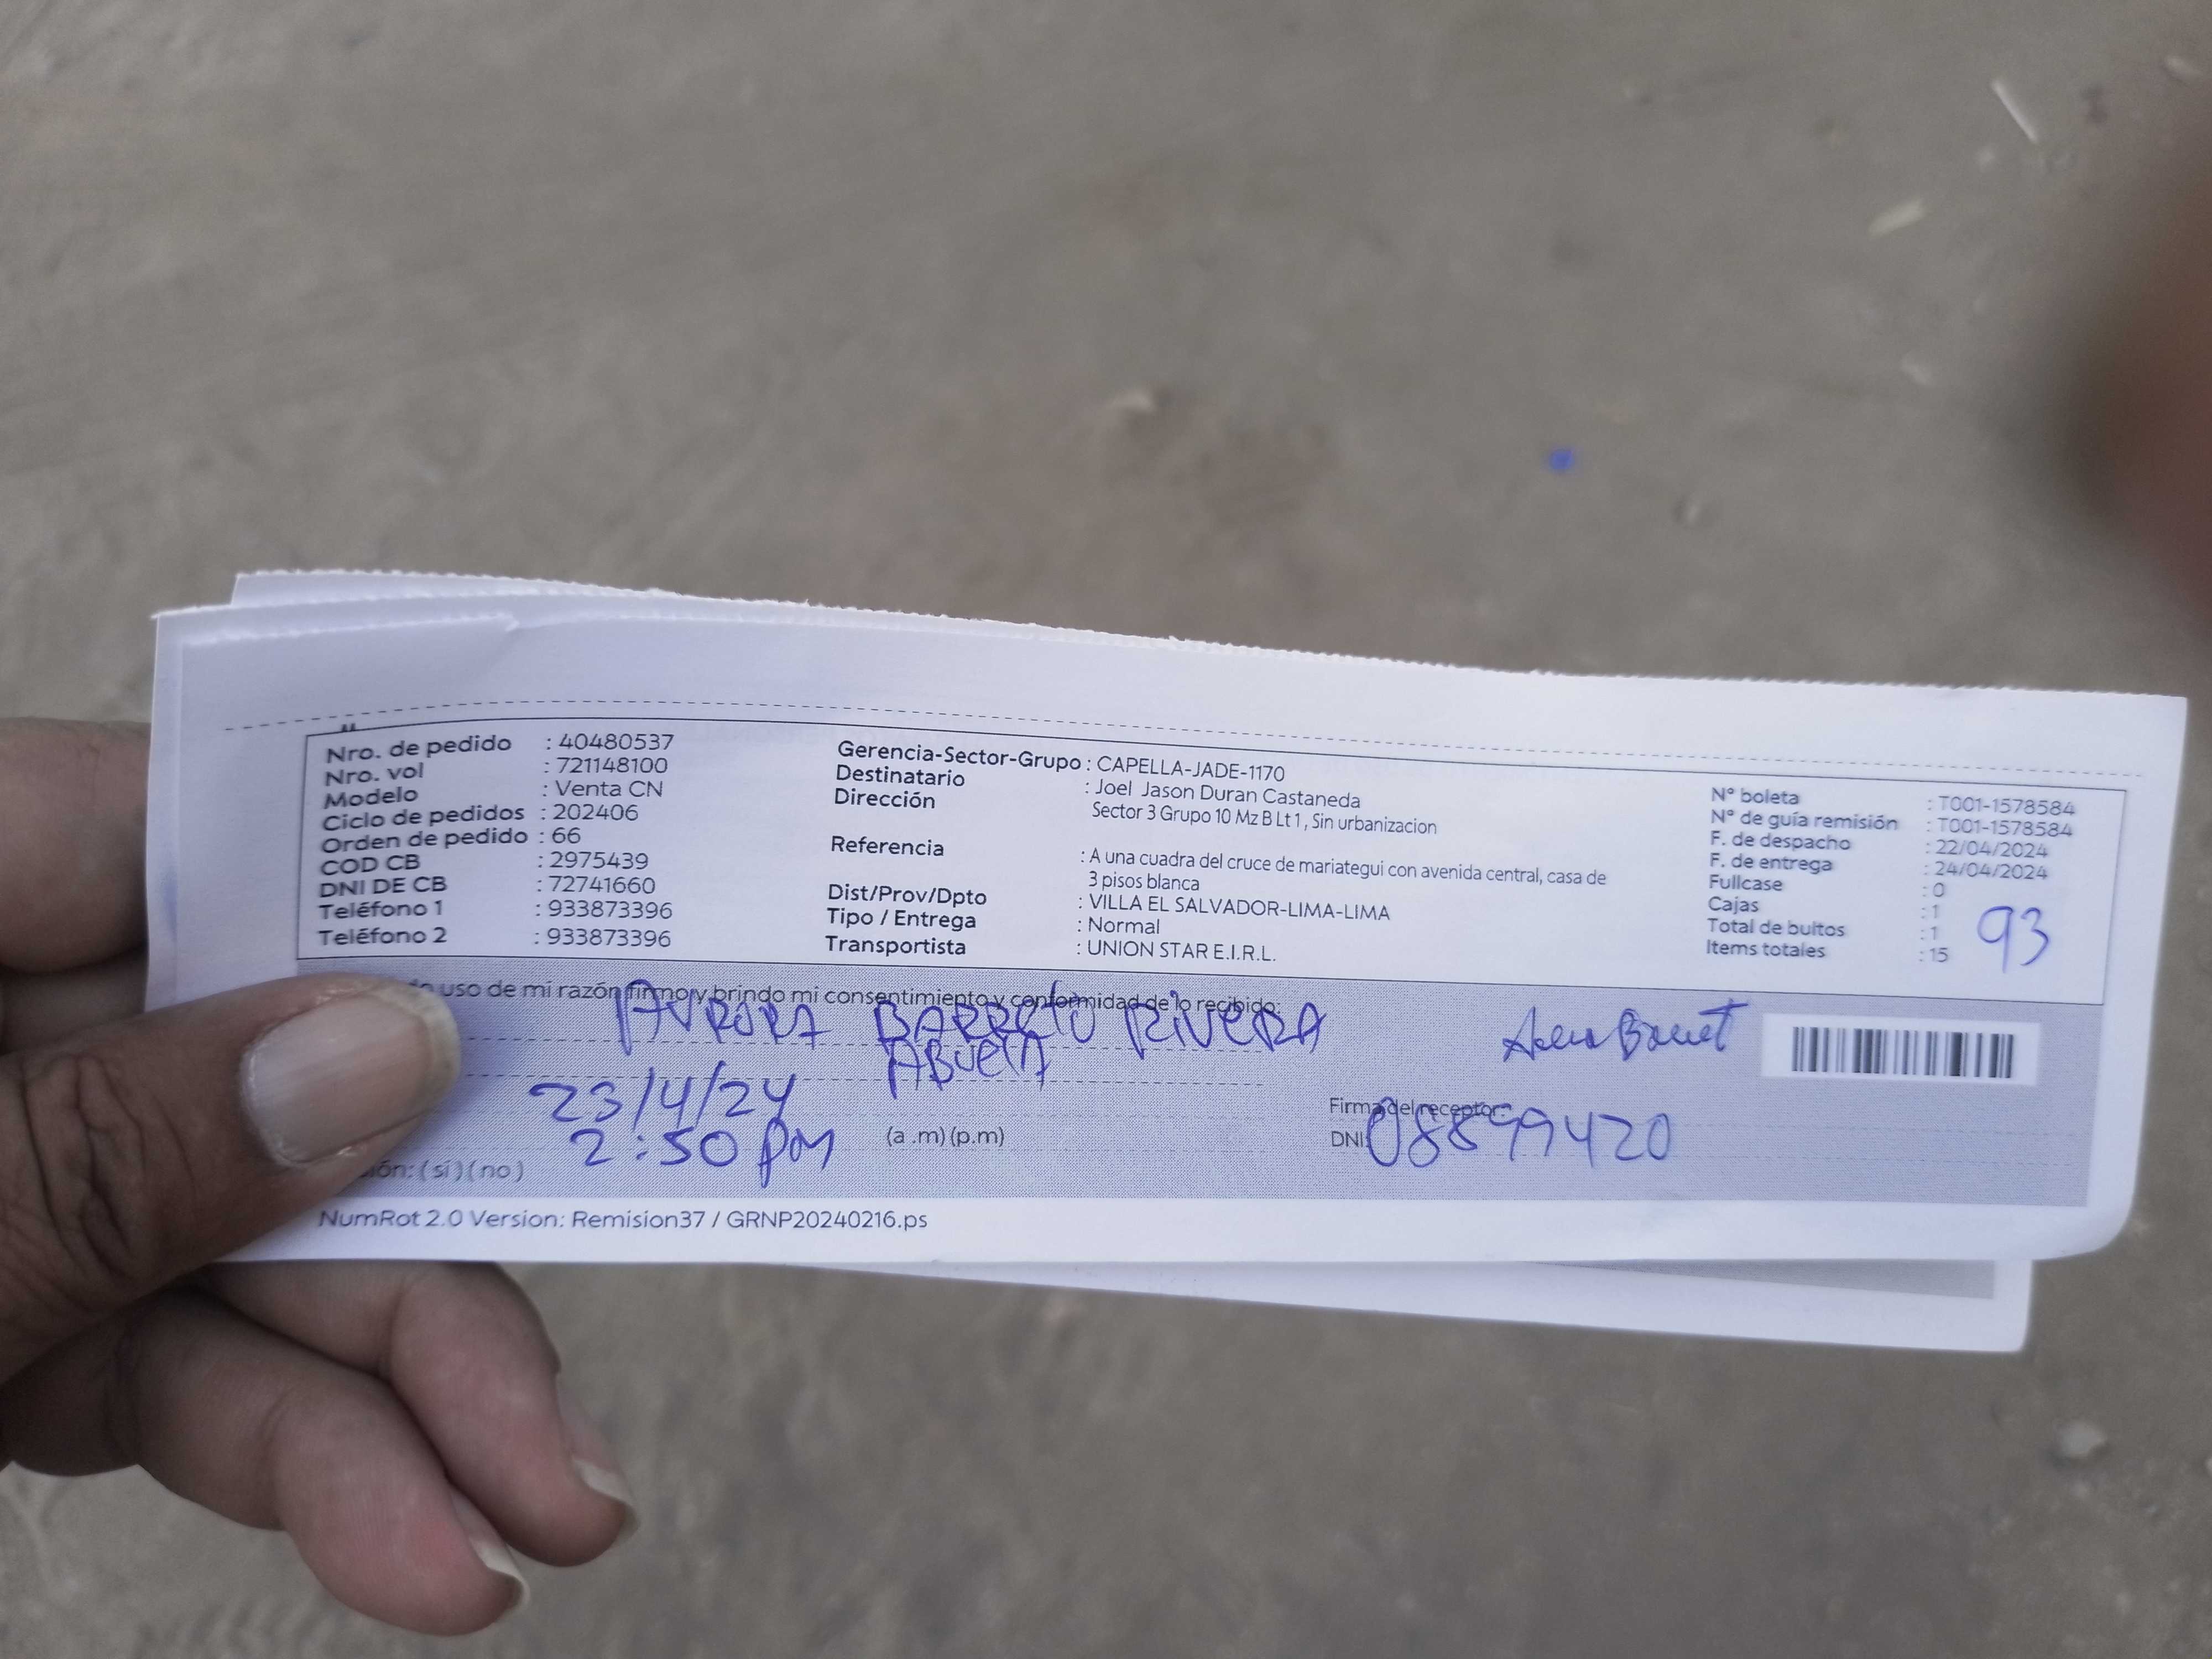 Nro. de pedido : 40480537
Nro. vol : 721148100
Modelo : Venta CN
Ciclo de pedidos : 202406
Orden de pedido : 66
COD CB : 2975439
DNI DE CB : 72741660
Teléfono 1 : 933873396
Teléfono 2 : 933873396
Gerencia-Sector-Grupo : CAPELLA-JADE-1170
Destinatario : Joel Jason Duran Castaneda
Dirección Sector 3 Grupo 10 Mz B Lt 1, Sin urbanizacion
Referencia : A una cuadra del cruce de mariategui con avenida central, casa de
3 pisos blanca
Dist/Prov/Dpto : VILLA EL SALVADOR-LIMA-LIMA
Tipo / Entrega : Normal
Transportista : UNION STAR E.I.R.L.
N° boleta : T001-1578584
N° de guía remisión : T001-1578584
F. de despacho : 22/04/2024
F. de entrega : 24/04/2024
Fullcase : 0
Cajas : 1
Total de bultos : 1
Items totales : 15
93
uso de mi razón firmo y brindo mi consentimiento y conformidad de lo recibido:
AURORA BARRETO RIVERA
ABUELA
23/4/24
2:50 pm (a .m) (p.m)
Firma del receptor:
DNI: 08899420
(si) (no)
NumRot 2.0 Version: Remision37 / GRNP20240216.ps